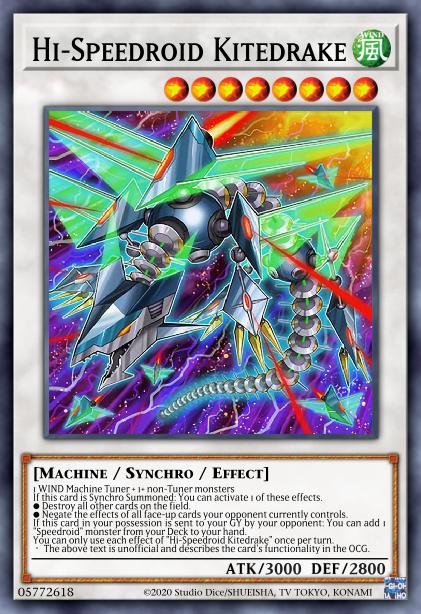 Hi-Speedroid Kitedrake
WIND
風
[Machine / Synchro / Effect]
1 WIND Machine Tuner + 1+ non-Tuner monsters
If this card is Synchro Summoned: You can activate 1 of these effects.
● Destroy all other cards on the field.
● Negate the effects of all face-up cards your opponent currently controls.
If this card in your possession is sent to your GY by your opponent: You can add 1
"Speedroid" monster from your Deck to your hand.
You can only use each effect of "Hi-Speedroid Kitedrake" once per turn.
· The above text is unofficial and describes the card's functionality in the OCG.
ATK/3000 DEF/2800
05772618 ©2020 Studio Dice/SHUEISHA, TV TOKYO, KONAMI